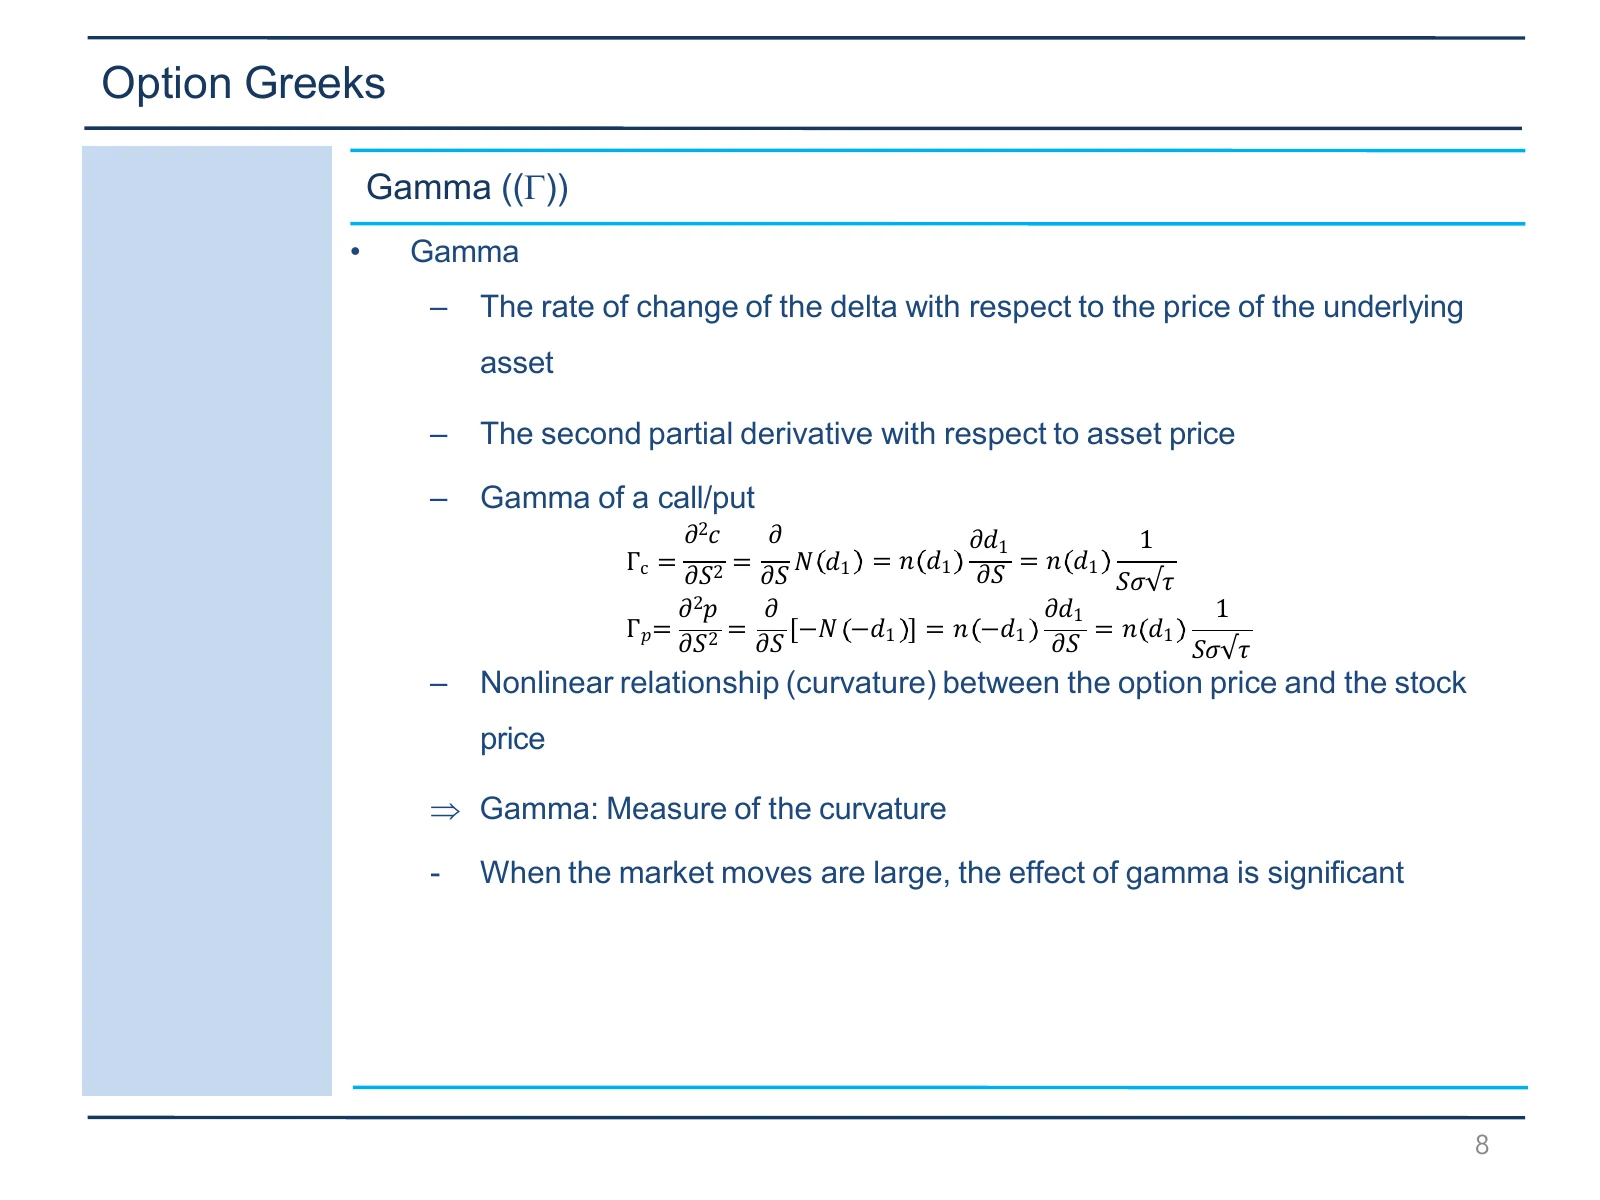 Option Greeks
Gamma ((Γ))
• Gamma
– The rate of change of the delta with respect to the price of the underlying
asset
– The second partial derivative with respect to asset price
– Gamma of a call/put
Γ_c = ∂²c/∂S² = ∂/∂S N(d₁) = n(d₁) ∂d₁/∂S = n(d₁) 1/(Sσ√τ)
Γ_p = ∂²p/∂S² = ∂/∂S [−N(−d₁)] = n(−d₁) ∂d₁/∂S = n(d₁) 1/(Sσ√τ)
– Nonlinear relationship (curvature) between the option price and the stock
price
⇒ Gamma: Measure of the curvature
- When the market moves are large, the effect of gamma is significant
8